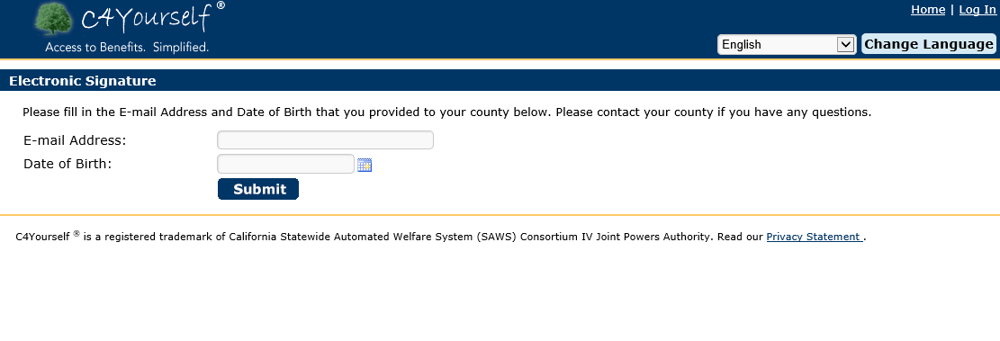 C4Yourself ®
Access to Benefits. Simplified.
Home | Log In
English
Change Language
Electronic Signature
Please fill in the E-mail Address and Date of Birth that you provided to your county below. Please contact your county if you have any questions.
E-mail Address:
Date of Birth:
Submit
C4Yourself ® is a registered trademark of California Statewide Automated Welfare System (SAWS) Consortium IV Joint Powers Authority. Read our Privacy Statement .